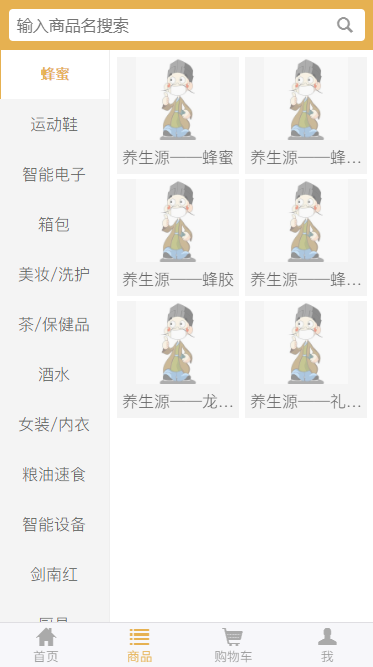 输入商品名搜索
蜂蜜
运动鞋
智能电子
箱包
美妆/洗护
茶/保健品
酒水
女装/内衣
粮油速食
智能设备
剑南红
养生源——蜂蜜
养生源——蜂...
养生源——蜂胶
养生源——蜂...
养生源——龙...
养生源——礼...
首页
商品
购物车
我